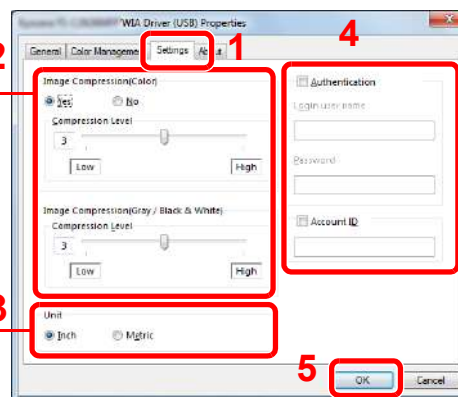 WIA Driver (USB) Properties
General Color Management Settings
1
2
Image Compression(Color)
Yes No
Compression Level
3
Low High
Image Compression(Gray / Black & White)
Compression Level
3
Low High
3
Unit
Inch Metric
4
Authentication
Login user name
Password
Account ID
5
OK Cancel